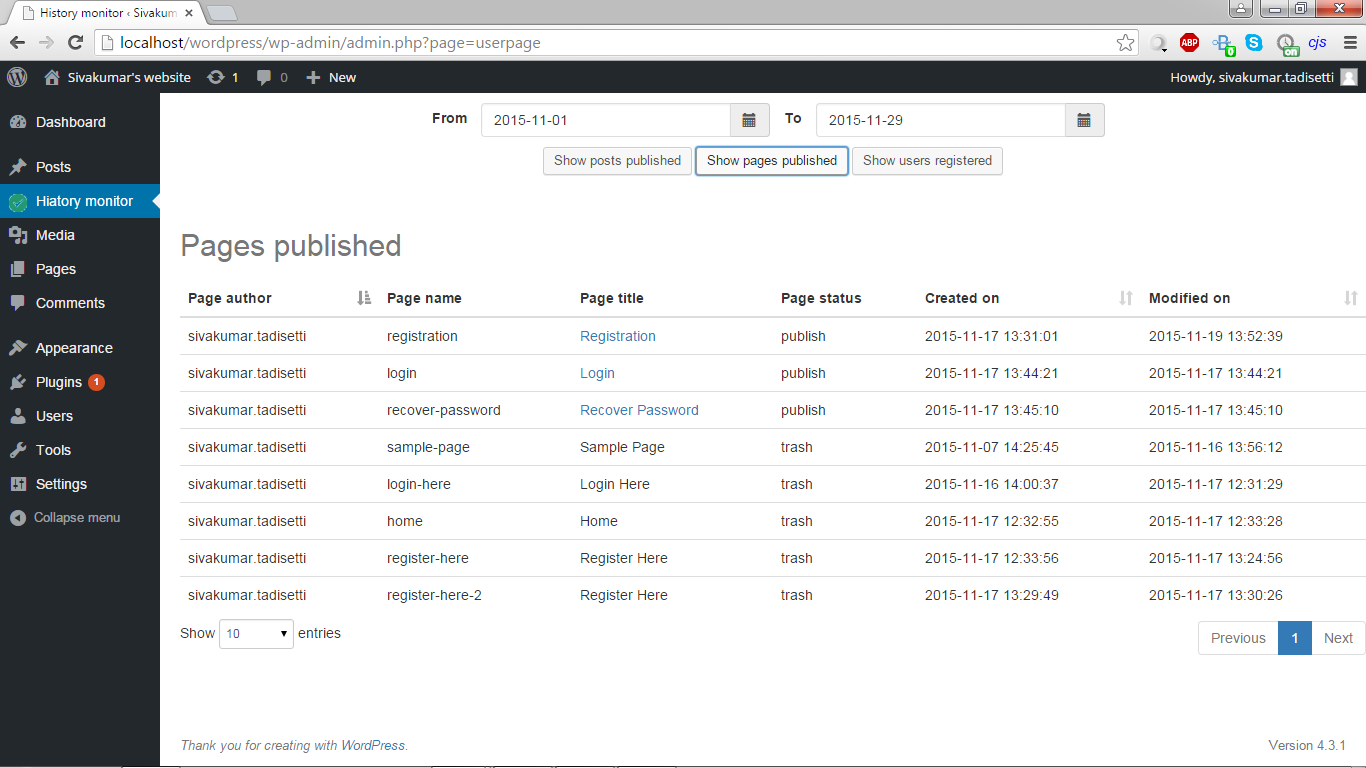 History monitor ‹ Sivakum
localhost/wordpress/wp-admin/admin.php?page=userpage
ABP 0 on cjs
Sivakumar's website 1 0 New Howdy, sivakumar.tadisetti
Dashboard
Posts
Hiatory monitor
Media
Pages
Comments
Appearance
Plugins 1
Users
Tools
Settings
Collapse menu
From 2015-11-01 To 2015-11-29
Show posts published Show pages published Show users registered
Pages published
Page author Page name Page title Page status Created on Modified on
sivakumar.tadisetti registration Registration publish 2015-11-17 13:31:01 2015-11-19 13:52:39
sivakumar.tadisetti login Login publish 2015-11-17 13:44:21 2015-11-17 13:44:21
sivakumar.tadisetti recover-password Recover Password publish 2015-11-17 13:45:10 2015-11-17 13:45:10
sivakumar.tadisetti sample-page Sample Page trash 2015-11-07 14:25:45 2015-11-16 13:56:12
sivakumar.tadisetti login-here Login Here trash 2015-11-16 14:00:37 2015-11-17 12:31:29
sivakumar.tadisetti home Home trash 2015-11-17 12:32:55 2015-11-17 12:33:28
sivakumar.tadisetti register-here Register Here trash 2015-11-17 12:33:56 2015-11-17 13:24:56
sivakumar.tadisetti register-here-2 Register Here trash 2015-11-17 13:29:49 2015-11-17 13:30:26
Show 10 entries Previous 1 Next
Thank you for creating with WordPress. Version 4.3.1